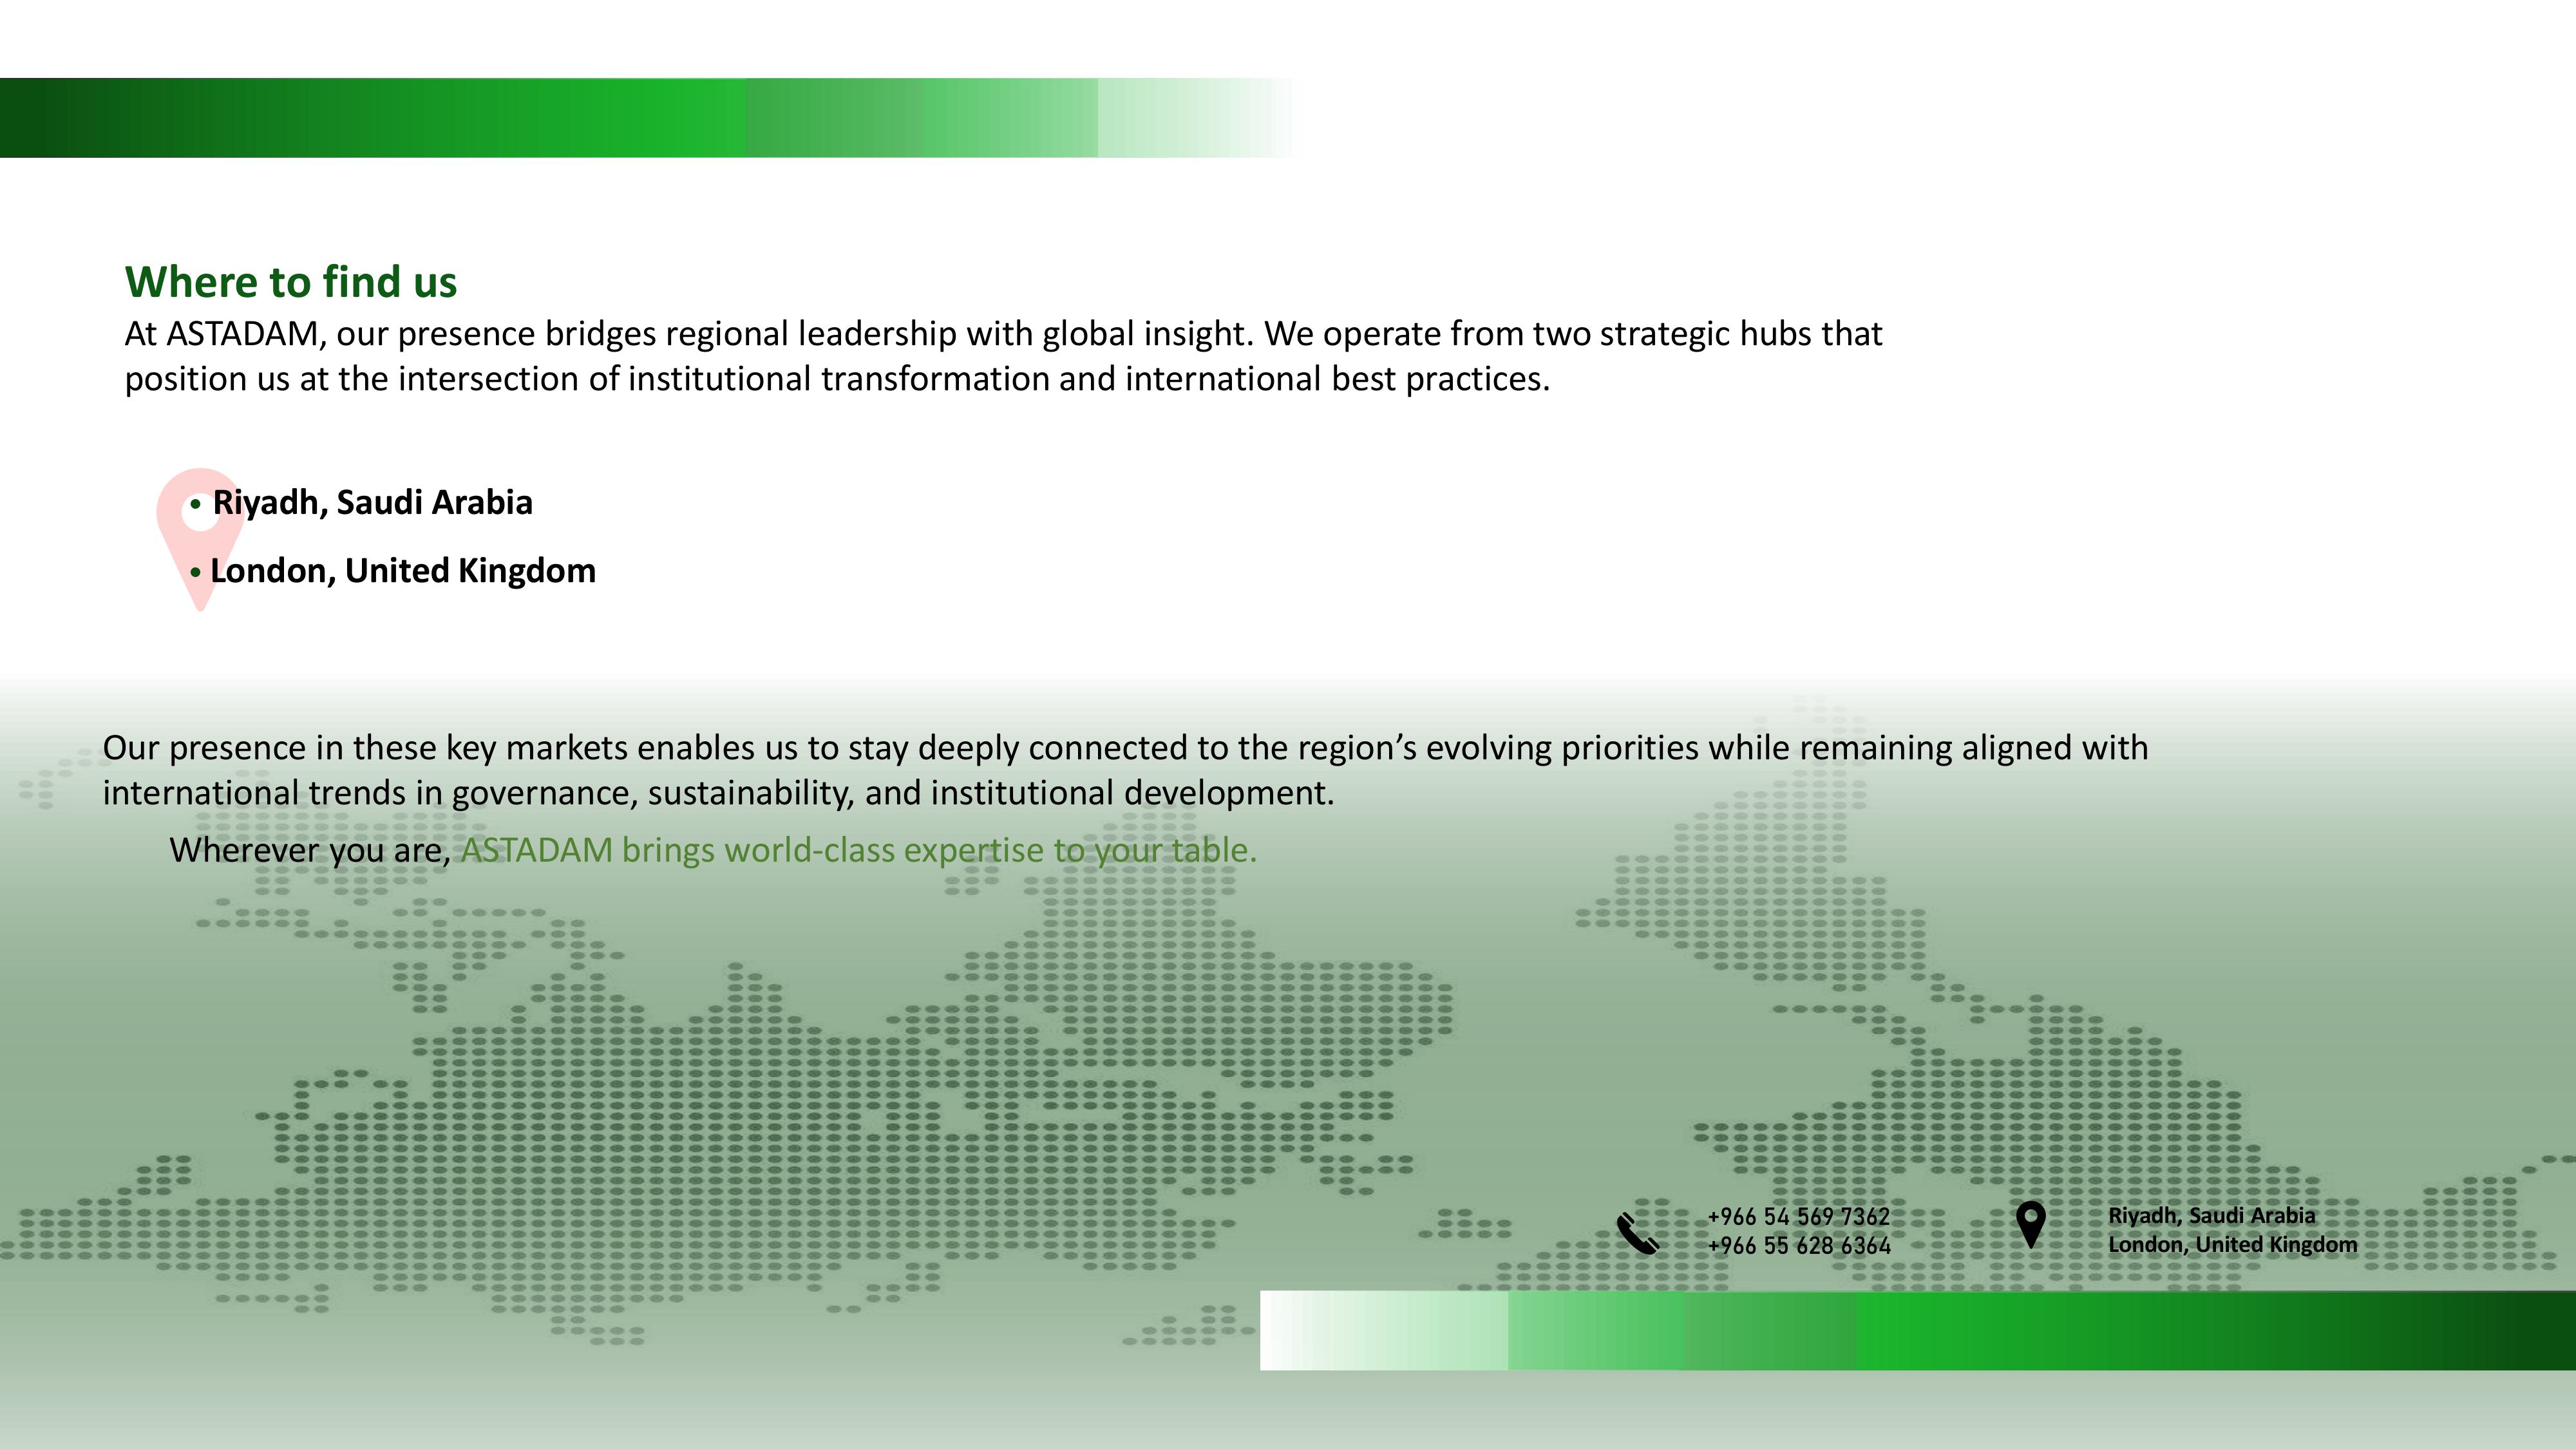 Where to find us
At ASTADAM, our presence bridges regional leadership with global insight. We operate from two strategic hubs that
position us at the intersection of institutional transformation and international best practices.
• Riyadh, Saudi Arabia
• London, United Kingdom
Our presence in these key markets enables us to stay deeply connected to the region’s evolving priorities while remaining aligned with
international trends in governance, sustainability, and institutional development.
Wherever you are, ASTADAM brings world-class expertise to your table.
+966 54 569 7362
+966 55 628 6364
Riyadh, Saudi Arabia
London, United Kingdom